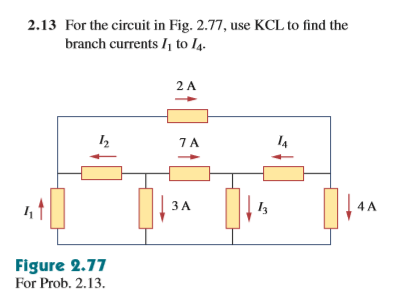 2.13 For the circuit in Fig. 2.77, use KCL to find the
branch currents I₁ to I₄.
2 A
I₂
7 A
I₄
I₁
3 A
I₃
4 A
Figure 2.77
For Prob. 2.13.